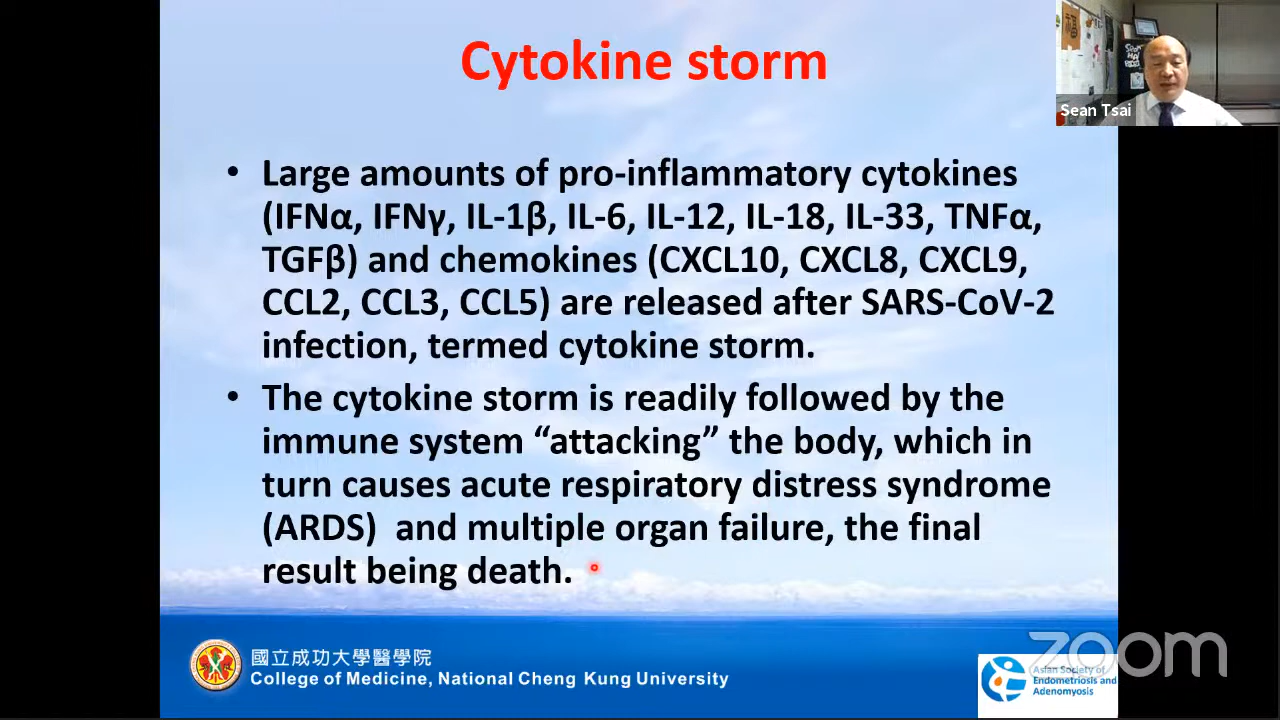 Cytokine storm
Sean Tsai
• Large amounts of pro-inflammatory cytokines
(IFNα, IFNγ, IL-1β, IL-6, IL-12, IL-18, IL-33, TNFα,
TGFβ) and chemokines (CXCL10, CXCL8, CXCL9,
CCL2, CCL3, CCL5) are released after SARS-CoV-2
infection, termed cytokine storm.
• The cytokine storm is readily followed by the
immune system “attacking” the body, which in
turn causes acute respiratory distress syndrome
(ARDS)  and multiple organ failure, the final
result being death.
國立成功大學醫學院
College of Medicine, National Cheng Kung University
zoom
Asian Society of
Endometriosis and
Adenomyosis